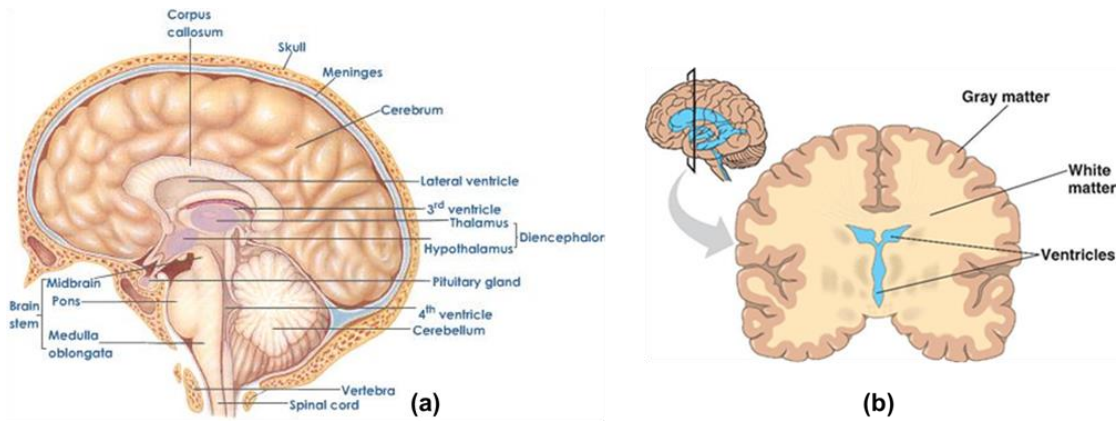 Corpus
callosum
Skull
Meninges
Cerebrum
Lateral ventricle
3rd ventricle
Thalamus
Hypothalamus
Diencephalon
Midbrain
Pituitary gland
Brain
stem
Pons
4th ventricle
Cerebellum
Medulla
oblongata
Vertebra
Spinal cord
(a)
Gray matter
White
matter
Ventricles
(b)